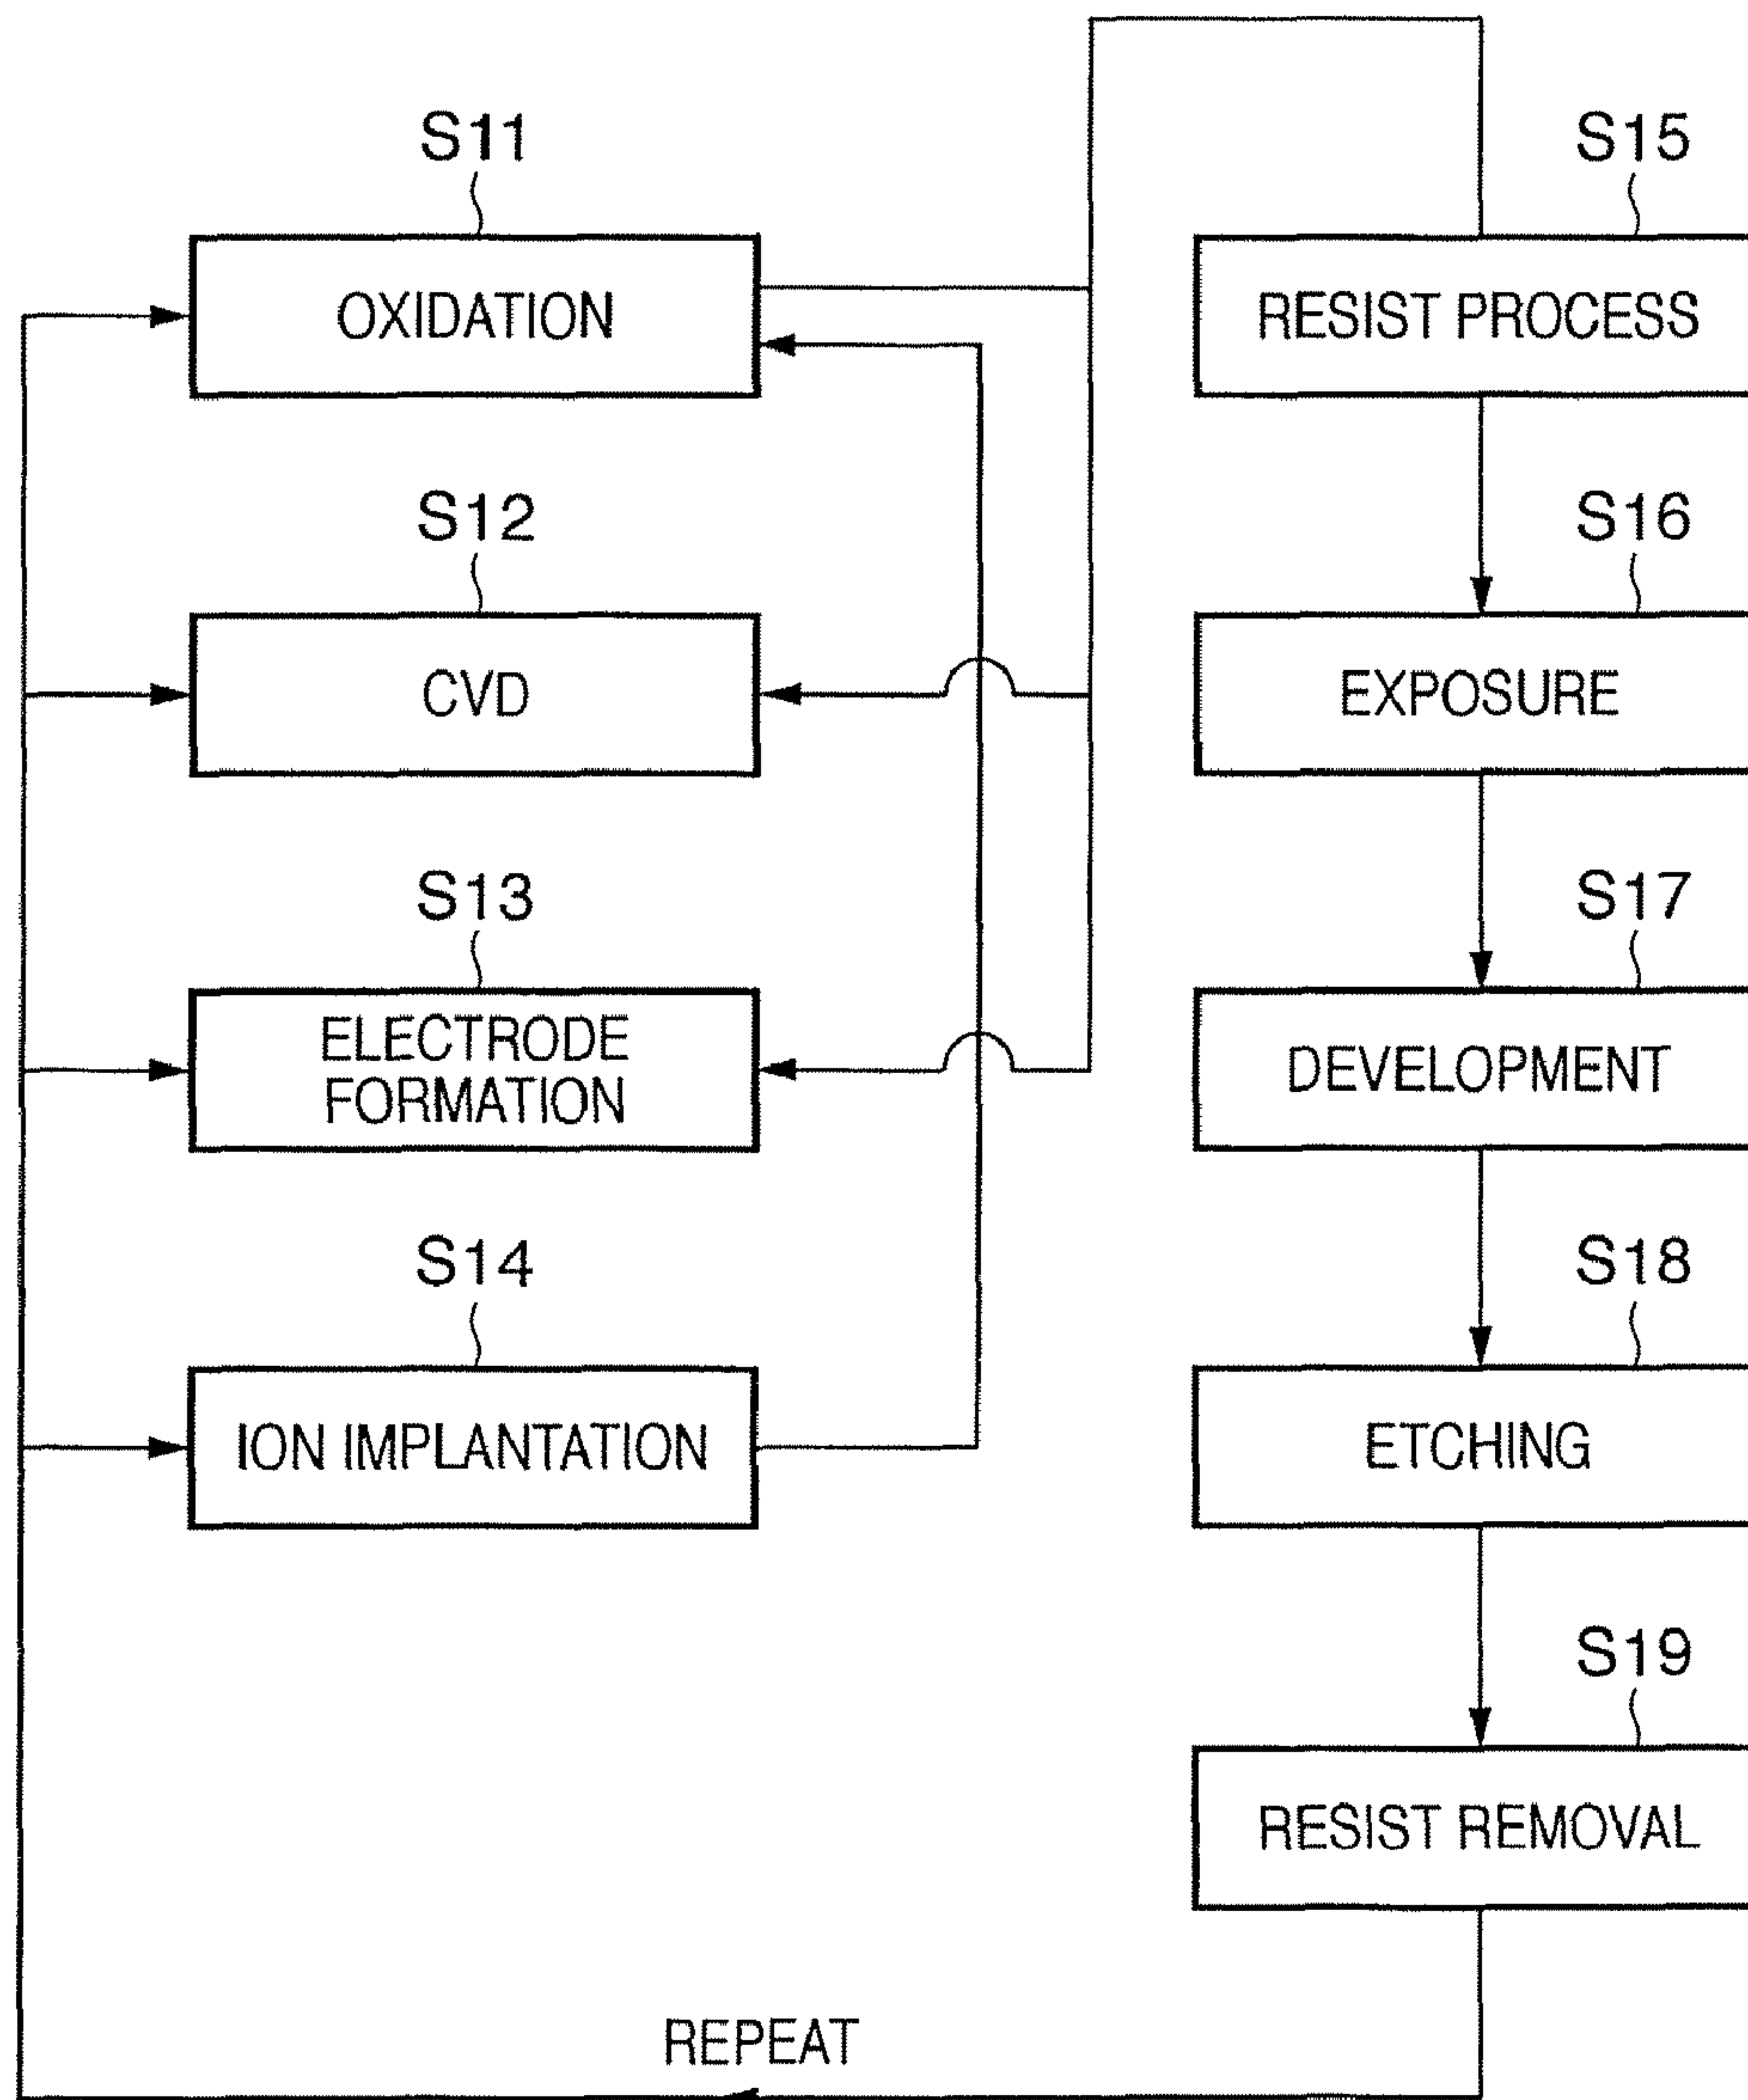 S11
OXIDATION
S12
CVD
S13
ELECTRODE
FORMATION
S14
ION IMPLANTATION
S15
RESIST PROCESS
S16
EXPOSURE
S17
DEVELOPMENT
S18
ETCHING
S19
RESIST REMOVAL
REPEAT